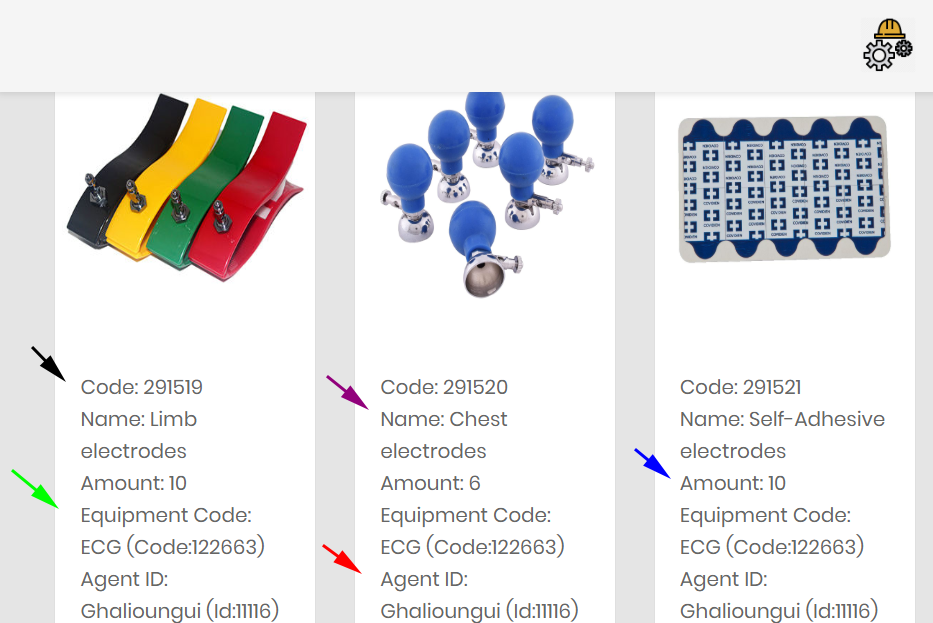 Code: 291519
Name: Limb
electrodes
Amount: 10
Equipment Code:
ECG (Code:122663)
Agent ID:
Ghalioungui (Id:11116)
Code: 291520
Name: Chest
electrodes
Amount: 6
Equipment Code:
ECG (Code:122663)
Agent ID:
Ghalioungui (Id:11116)
Code: 291521
Name: Self-Adhesive
electrodes
Amount: 10
Equipment Code:
ECG (Code:122663)
Agent ID:
Ghalioungui (Id:11116)